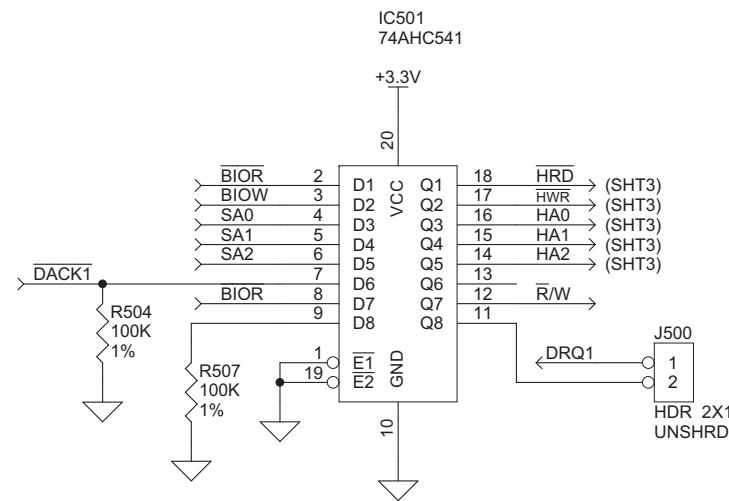 IC501
74AHC541
+3.3V
20
BIOR 2 D1 VCC Q1 18 HRD (SHT3)
BIOW 3 D2 Q2 17 HWR (SHT3)
SA0 4 D3 Q3 16 HA0 (SHT3)
SA1 5 D4 Q4 15 HA1 (SHT3)
SA2 6 D5 Q5 14 HA2 (SHT3)
DACK1 7 D6 Q6 13
BIOR 8 D7 Q7 12 R/W
9 D8 Q8 11
R504
100K
1%
R507
100K
1%
1 E1
19 E2
GND
10
J500
DRQ1 1
2
HDR 2X1
UNSHRD